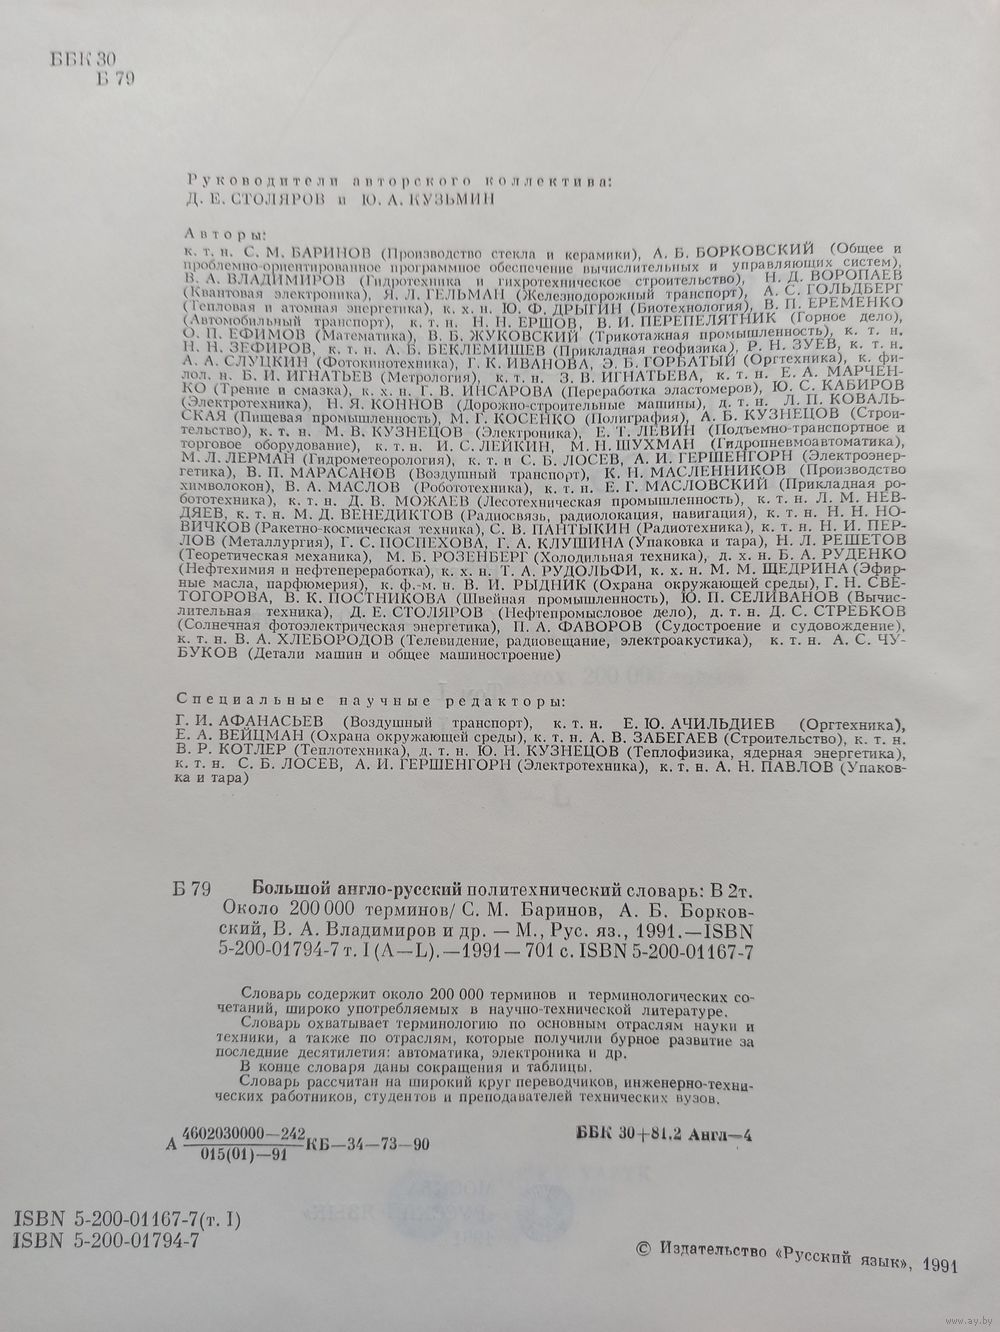 ББК 30
Б 79
Руководители авторского коллектива:
Д. Е. СТОЛЯРОВ и Ю. А. КУЗЬМИН
Авторы:
к. т. н. С. М. БАРИНОВ (Производство стекла и керамики), А. Б. БОРКОВСКИЙ (Общее и
проблемно-ориентированное программное обеспечение вычислительных и управляющих систем),
В. А. ВЛАДИМИРОВ (Гидротехника и гихротехническое строительство), Н. Д. ВОРОПАЕВ
(Квантовая электроника), Я. Л. ГЕЛЬМАН (Железнодорожный транспорт), А. С. ГОЛЬДБЕРГ
(Тепловая и атомная энергетика), к. х. н. Ю. Ф. ДРЫГИН (Биотехнология), В. П. ЕРЕМЕНКО
(Автомобильный транспорт), к. т. н. Н. Н. ЕРШОВ, В. И. ПЕРЕПЕЛЯТНИК (Горное дело),
О. П. ЕФИМОВ (Математика), В. Б. ЖУКОВСКИЙ (Трикотажная промышленность), к. т. н.
Н. Н. ЗЕФИРОВ, к. т. н. А. Б. БЕКЛЕМИШЕВ (Прикладная геофизика), Р. Н. ЗУЕВ, к. т. н.
А. А. СЛУЦКИН (Фотокинотехника), Г. К. ИВАНОВА, Э. Б. ГОРБАТЫЙ (Оргтехника), к. фи-
лол. н. Б. И. ИГНАТЬЕВ (Метрология), к. т. н. З. В. ИГНАТЬЕВА, к. т. н. Е. А. МАРЧЕН-
КО (Трение и смазка), к. х. н. Г. В. ИНСАРОВА (Переработка эластомеров), Ю. С. КАБИРОВ
(Электротехника), Н. Я. КОННОВ (Дорожно-строительные машины), д. т. н. Л. П. КОВАЛЬ-
СКАЯ (Пищевая промышленность), М. Г. КОСЕНКО (Полиграфия), А. Б. КУЗНЕЦОВ (Строи-
тельство), к. т. н. М. В. КУЗНЕЦОВ (Электроника), Е. Т. ЛЕВИН (Подъемно-транспортное и
торговое оборудование), к. т. н. И. С. ЛЕЙКИН, М. Н. ШУХМАН (Гидропневмоавтоматика),
М. Л. ЛЕРМАН (Гидрометеорология), к. т. н С. Б. ЛОСЕВ, А. И. ГЕРШЕНГОРН (Электроэнер-
гетика), В. П. МАРАСАНОВ (Воздушный транспорт), К. Н. МАСЛЕННИКОВ (Производство
химволокон), В. А. МАСЛОВ (Робототехника), к. т. н. Е. Г. МАСЛОВСКИЙ (Прикладная ро-
бототехника), к. т. н. Д. В. МОЖАЕВ (Лесотехническая промышленность), к. т. н. Л. М. НЕВ-
ДЯЕВ, к. т. н. М. Д. ВЕНЕДИКТОВ (Радиосвязь, радиолокация, навигация), к. т. н. Н. Н. НО-
ВИЧКОВ (Ракетно-космическая техника), С. В. ПАНТЫКИН (Радиотехника), к. т. н. Н. И. ПЕР-
ЛОВ (Металлургия), Г. С. ПОСПЕХОВА, Г. А. КЛУШИНА (Упаковка и тара), Н. Л. РЕШЕТОВ
(Теоретическая механика), М. Б. РОЗЕНБЕРГ (Холодильная техника), д. х. н. Б. А. РУДЕНКО
(Нефтехимия и нефтепереработка), к. х. н. Т. А. РУДОЛЬФИ, к. х. н. М. М. ЩЕДРИНА (Эфир-
ные масла, парфюмерия), к. ф.-м. н. В. И. РЫДНИК (Охрана окружающей среды), Г. Н. СВЕ-
ТОГОРОВА, В. К. ПОСТНИКОВА (Швейная промышленность), Ю. П. СЕЛИВАНОВ (Вычис-
лительная техника), Д. Е. СТОЛЯРОВ (Нефтепромысловое дело), д. т. н. Д. С. СТРЕБКОВ
(Солнечная фотоэлектрическая энергетика), П. А. ФАВОРОВ (Судостроение и судовождение),
к. т. н. В. А. ХЛЕБОРОДОВ (Телевидение, радиовещание, электроакустика), к. т. н. А. С. ЧУ-
БУКОВ (Детали машин и общее машиностроение)
Специальные научные редакторы:
Г. И. АФАНАСЬЕВ (Воздушный транспорт), к. т. н. Е. Ю. АЧИЛЬДИЕВ (Оргтехника),
Е. А. ВЕЙЦМАН (Охрана окружающей среды), к. т. н. А. В. ЗАБЕГАЕВ (Строительство), к. т. н.
В. Р. КОТЛЕР (Теплотехника), д. т. н. Ю. Н. КУЗНЕЦОВ (Теплофизика, ядерная энергетика),
к. т. н. С. Б. ЛОСЕВ, А. И. ГЕРШЕНГОРН (Электротехника), к. т. н. А. Н. ПАВЛОВ (Упаков-
ка и тара)
Б 79 Большой англо-русский политехнический словарь: В 2т.
Около 200 000 терминов/ С. М. Баринов, А. Б. Борков-
ский, В. А. Владимиров и др. — М., Рус. яз., 1991.—ISBN
5-200-01794-7 т. I (A—L).—1991— 701 с. ISBN 5-200-01167-7
Словарь содержит около 200 000 терминов и терминологических со-
четаний, широко употребляемых в научно-технической литературе.
Словарь охватывает терминологию по основным отраслям науки и
техники, а также по отраслям, которые получили бурное развитие за
последние десятилетия: автоматика, электроника и др.
В конце словаря даны сокращения и таблицы.
Словарь рассчитан на широкий круг переводчиков, инженерно-техни-
ческих работников, студентов и преподавателей технических вузов.
А 4602030000—242 / 015(01)—91 КБ—34—73—90
ББК 30+81.2 Англ—4
ISBN 5-200-01167-7(т. I)
ISBN 5-200-01794-7
© Издательство «Русский язык», 1991
www.ay.by